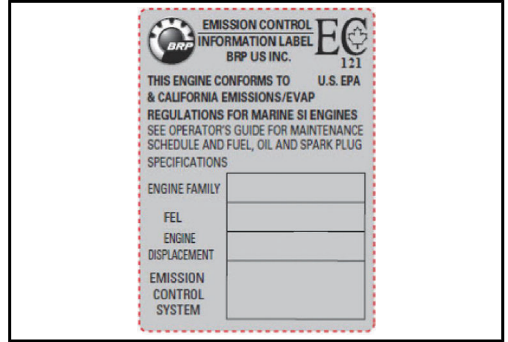 BRP
EMISSION CONTROL
INFORMATION LABEL
BRP US INC.
EC
121
THIS ENGINE CONFORMS TO U.S. EPA
& CALIFORNIA EMISSIONS/EVAP
REGULATIONS FOR MARINE SI ENGINES
SEE OPERATOR'S GUIDE FOR MAINTENANCE
SCHEDULE AND FUEL, OIL AND SPARK PLUG
SPECIFICATIONS
ENGINE FAMILY
FEL
ENGINE
DISPLACEMENT
EMISSION
CONTROL
SYSTEM